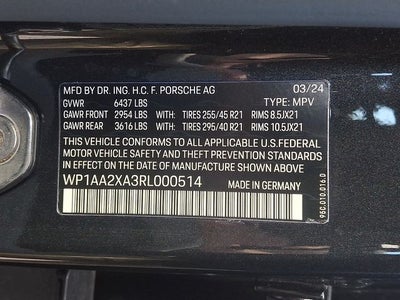 MFD BY DR. ING. H.C. F. PORSCHE AG 03/24
GVWR 6437 LBS TYPE: MPV
GAWR FRONT 2954 LBS WITH: TIRES 255/45 R21 RIMS 8.5JX21
GAWR REAR 3616 LBS WITH: TIRES 295/40 R21 RIMS 10.5JX21
THIS VEHICLE CONFORMS TO ALL APPLICABLE U.S.FEDERAL
MOTOR VEHICLE SAFETY AND THEFT PREVENTION STANDARDS IN
EFFECT ON THE DATE OF MANUFACTURE SHOWN ABOVE.
WP1AA2XA3RL000514 MADE IN GERMANY
95C.010.016.D